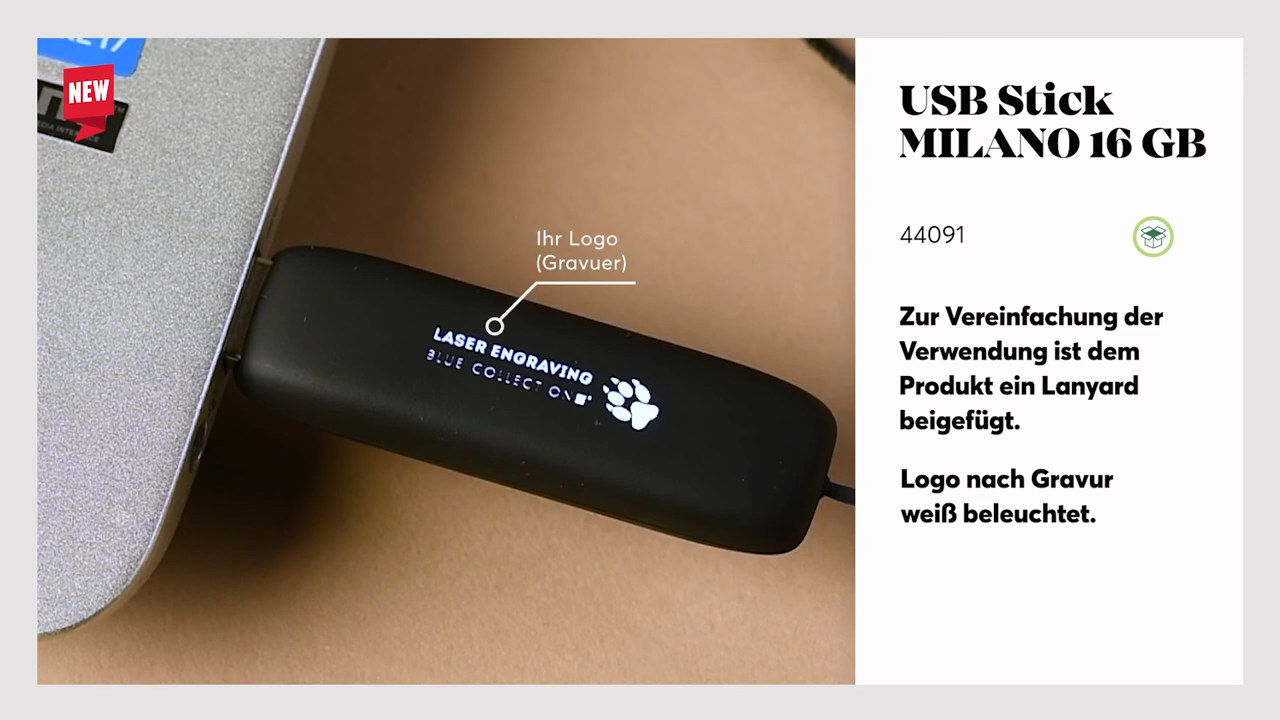 NEW
Ihr Logo
(Gravuer)
LASER ENGRAVING
BLUE COLLECTION
USB Stick
MILANO 16 GB
44091
Zur Vereinfachung der
Verwendung ist dem
Produkt ein Lanyard
beigefügt.
Logo nach Gravur
weiß beleuchtet.